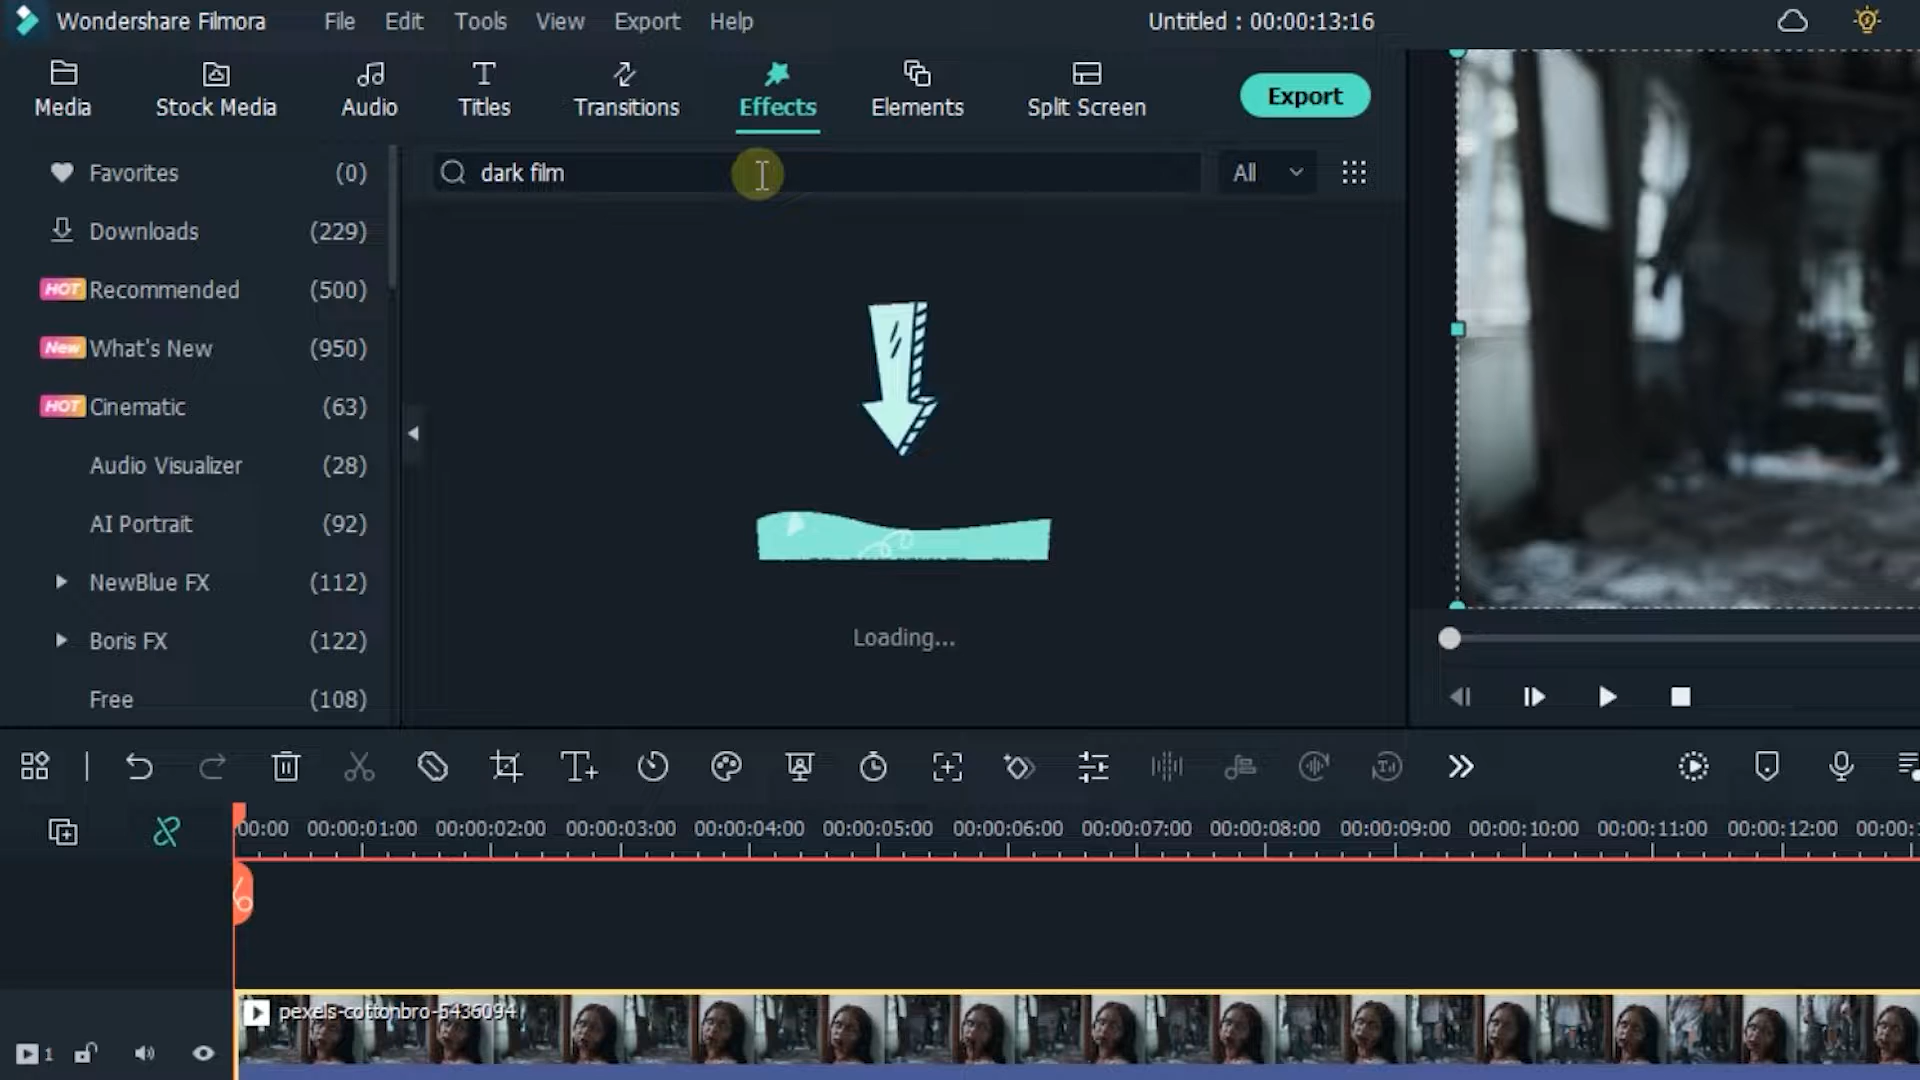 Wondershare Filmora File Edit Tools View Export Help Untitled : 00:00:13:16
Media Stock Media Audio Titles Transitions Effects Elements Split Screen Export
Favorites (0)
dark film All
Downloads (229)
HOT Recommended (500)
New What's New (950)
HOT Cinematic (63)
Audio Visualizer (28)
AI Portrait (92)
NewBlue FX (112)
Boris FX (122)
Loading...
Free (108)
00:00 00:00:01:00 00:00:02:00 00:00:03:00 00:00:04:00 00:00:05:00 00:00:06:00 00:00:07:00 00:00:08:00 00:00:09:00 00:00:10:00 00:00:11:00 00:00:12:00 00:00:
pexels-cottonbro-5436094
1